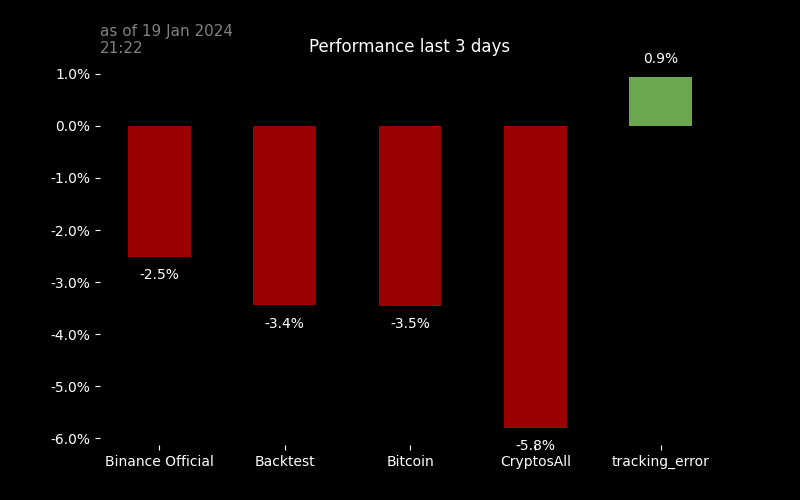 as of 19 Jan 2024
21:22
Performance last 3 days
0.9%
1.0%
0.0%
-1.0%
-2.0%
-2.5%
-3.0%
-3.4%
-3.5%
-4.0%
-5.0%
-6.0%
-5.8%
Binance Official
Backtest
Bitcoin
CryptosAll
tracking_error